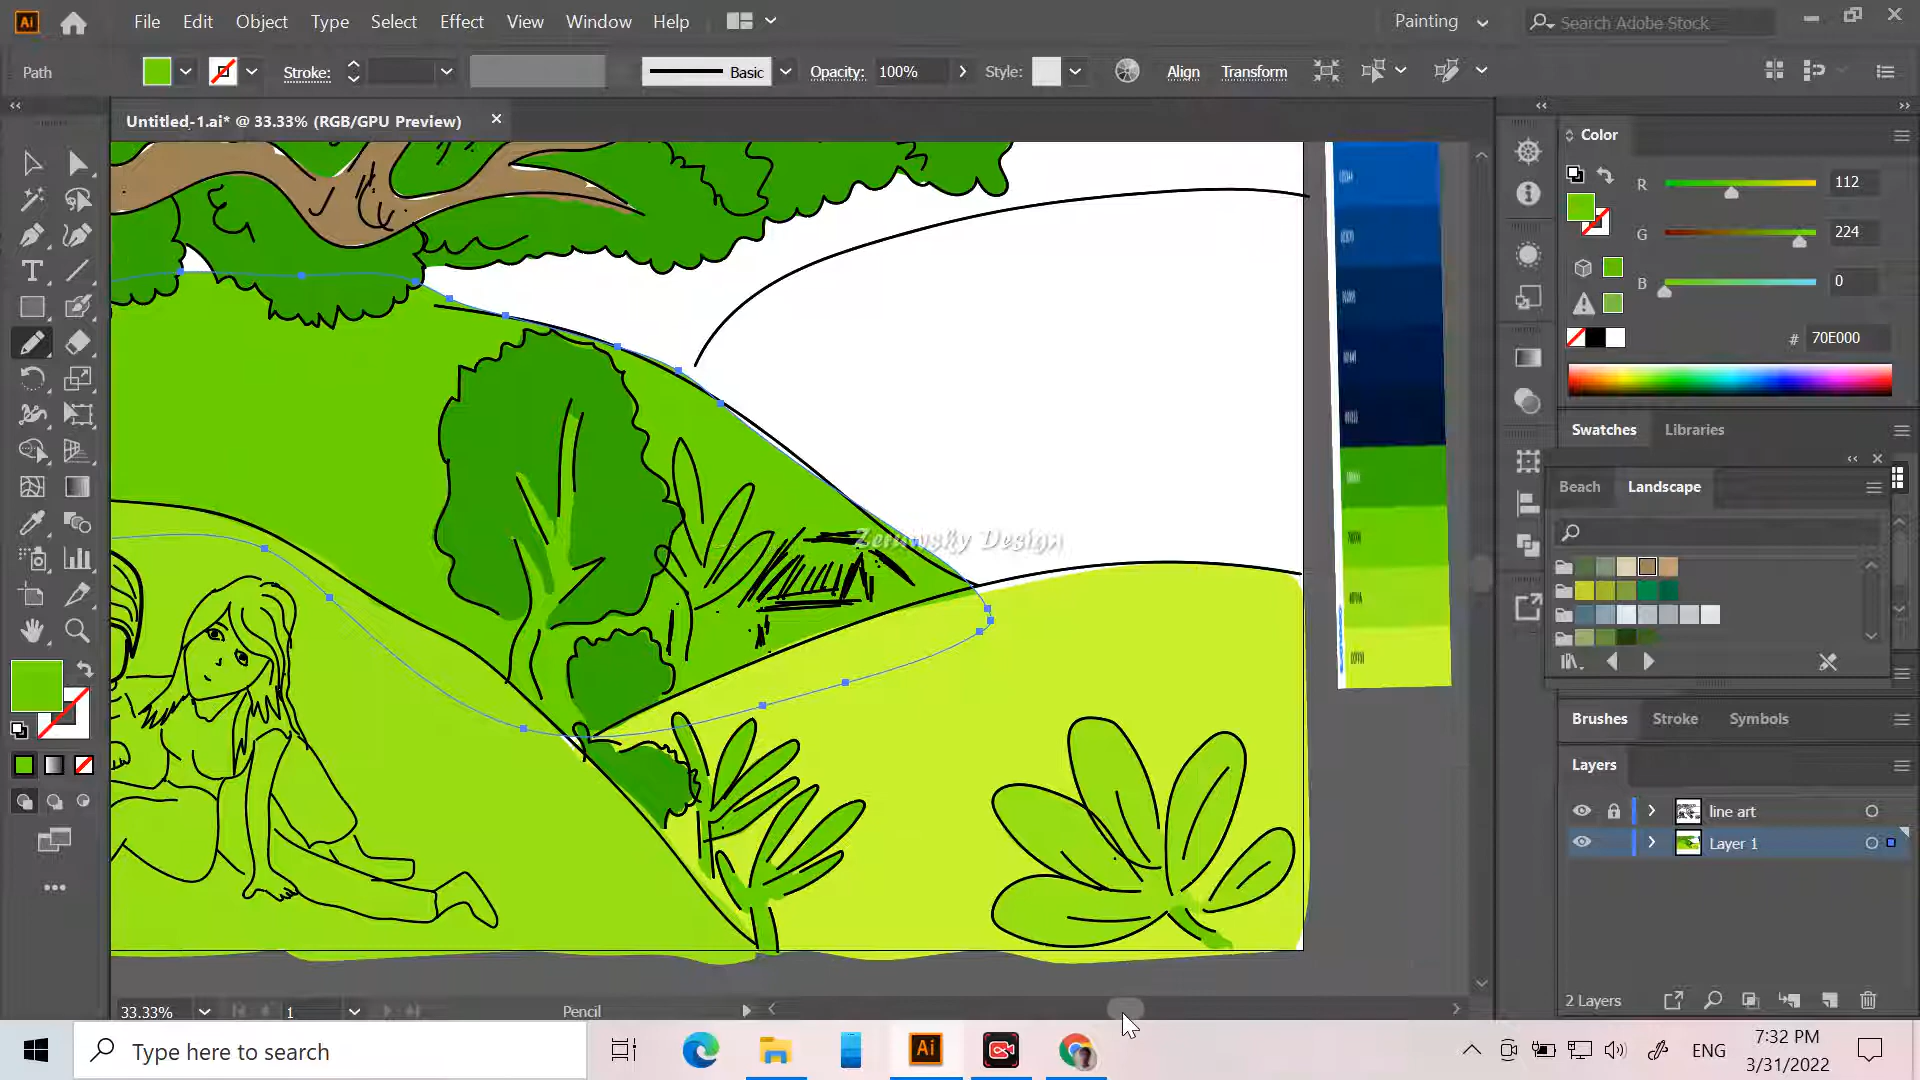 Ai File Edit Object Type Select Effect View Window Help Painting Search Adobe Stock
Path Stroke: Basic Opacity: 100% Style: Align Transform
Untitled-1.ai* @ 33.33% (RGB/GPU Preview)
Color
R 112
G 224
B 0
# 70E000
Swatches Libraries
Beach Landscape
Zeruwsky Design
Brushes Stroke Symbols
Layers
line art
Layer 1
2 Layers
33.33% 1 Pencil
Type here to search
Ai
ENG
7:32 PM
3/31/2022